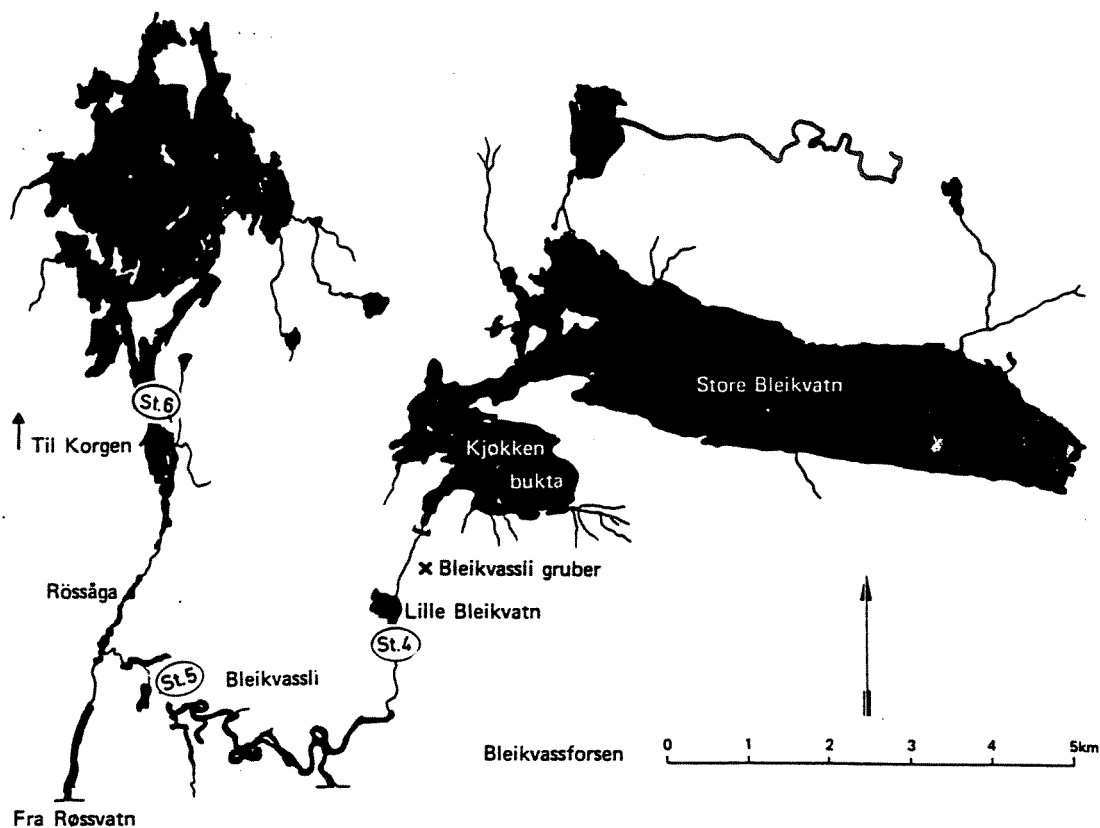 Store Bleikvatn
St.6
Til Korgen
Kjøkken
bukta
x Bleikvassli gruber
Rössåga
Lille Bleikvatn
St.4
St.5
Bleikvassli
Bleikvassforsen
0 1 2 3 4 5km
Fra Røssvatn